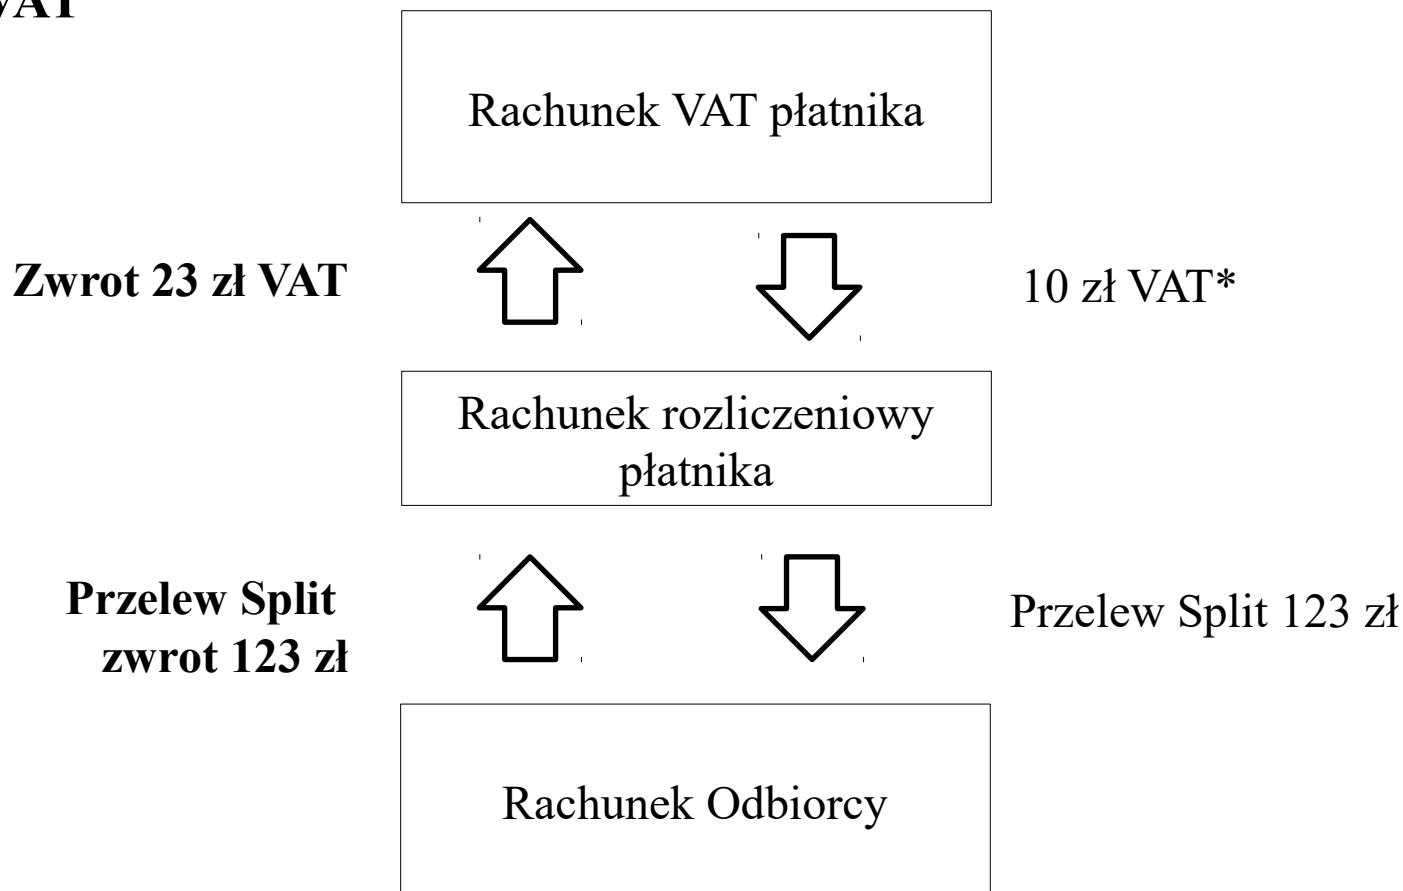 VAT
Rachunek VAT płatnika
Zwrot 23 zł VAT
10 zł VAT*
Rachunek rozliczeniowy
płatnika
Przelew Split
zwrot 123 zł
Przelew Split 123 zł
Rachunek Odbiorcy